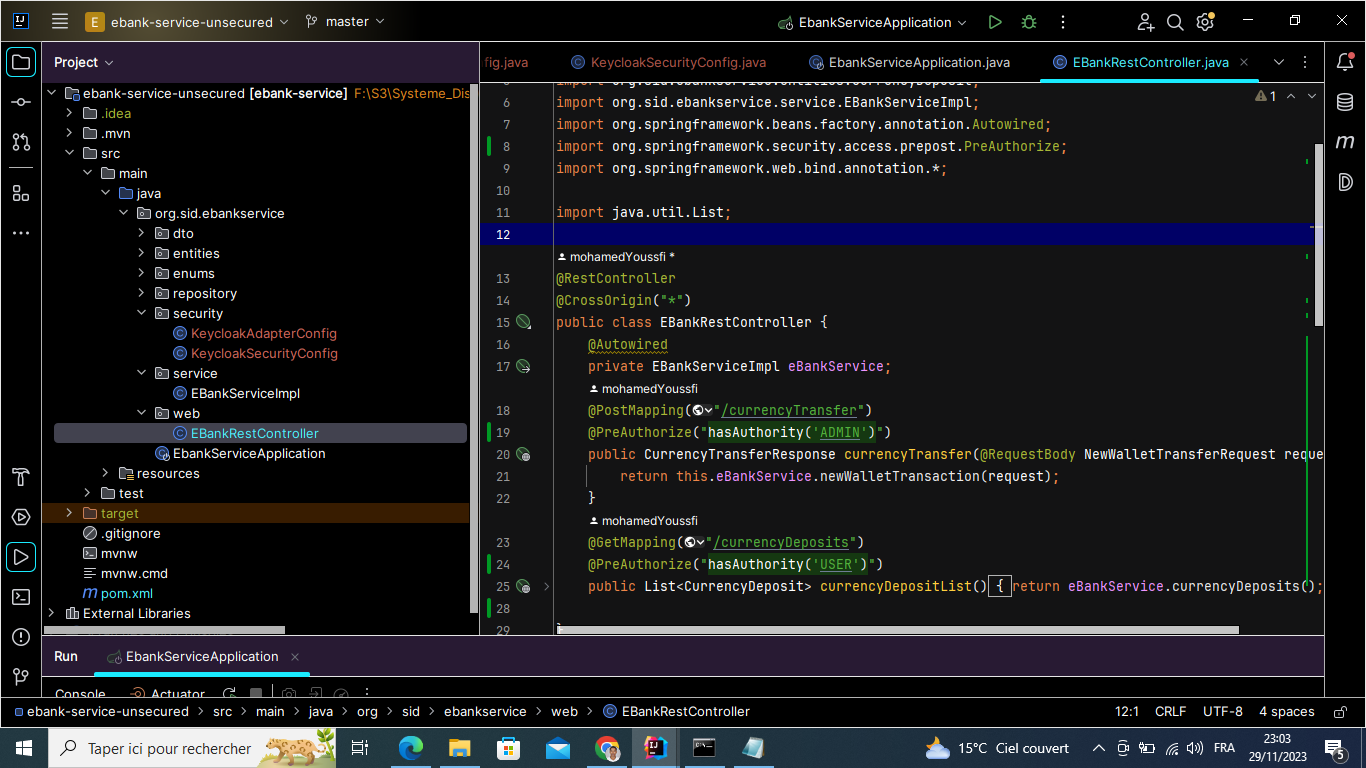 ebank-service-unsecured
master
EbankServiceApplication
Project
fig.java
KeycloakSecurityConfig.java
EbankServiceApplication.java
EBankRestController.java
ebank-service-unsecured [ebank-service] F:\S3\Systeme_Dis
.idea
.mvn
src
main
java
org.sid.ebankservice
dto
entities
enums
repository
security
KeycloakAdapterConfig
KeycloakSecurityConfig
service
EBankServiceImpl
web
EBankRestController
EbankServiceApplication
resources
test
target
.gitignore
mvnw
mvnw.cmd
pom.xml
External Libraries
1
6 import org.sid.ebankservice.service.EBankServiceImpl;
7 import org.springframework.beans.factory.annotation.Autowired;
8 import org.springframework.security.access.prepost.PreAuthorize;
9 import org.springframework.web.bind.annotation.*;
10
11 import java.util.List;
12
mohamedYoussfi *
13 @RestController
14 @CrossOrigin("*")
15 public class EBankRestController {
16 @Autowired
17 private EBankServiceImpl eBankService;
mohamedYoussfi
18 @PostMapping("/currencyTransfer")
19 @PreAuthorize("hasAuthority('ADMIN')")
20 public CurrencyTransferResponse currencyTransfer(@RequestBody NewWalletTransferRequest reque
21 return this.eBankService.newWalletTransaction(request);
22 }
mohamedYoussfi
23 @GetMapping("/currencyDeposits")
24 @PreAuthorize("hasAuthority('USER')")
25 public List<CurrencyDeposit> currencyDepositList() { return eBankService.currencyDeposits();
28
29 }
Run
EbankServiceApplication
Console
Actuator
ebank-service-unsecured > src > main > java > org > sid > ebankservice > web > EBankRestController
12:1 CRLF UTF-8 4 spaces
Taper ici pour rechercher
15°C Ciel couvert
FRA
23:03
29/11/2023
5